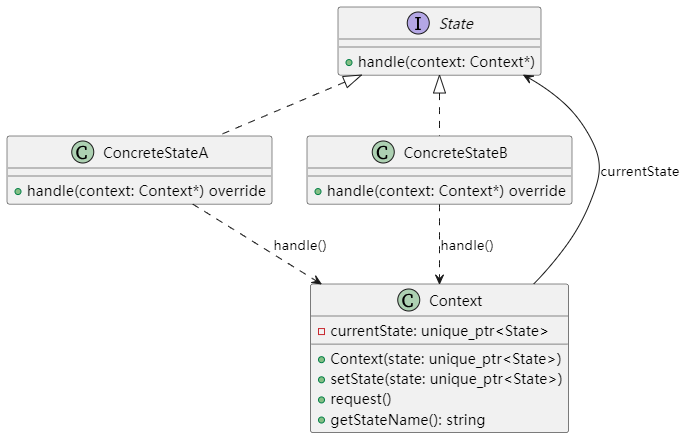 I State
handle(context: Context*)
C ConcreteStateA
handle(context: Context*) override
C ConcreteStateB
handle(context: Context*) override
currentState
handle()
handle()
C Context
currentState: unique_ptr<State>
Context(state: unique_ptr<State>)
setState(state: unique_ptr<State>)
request()
getStateName(): string